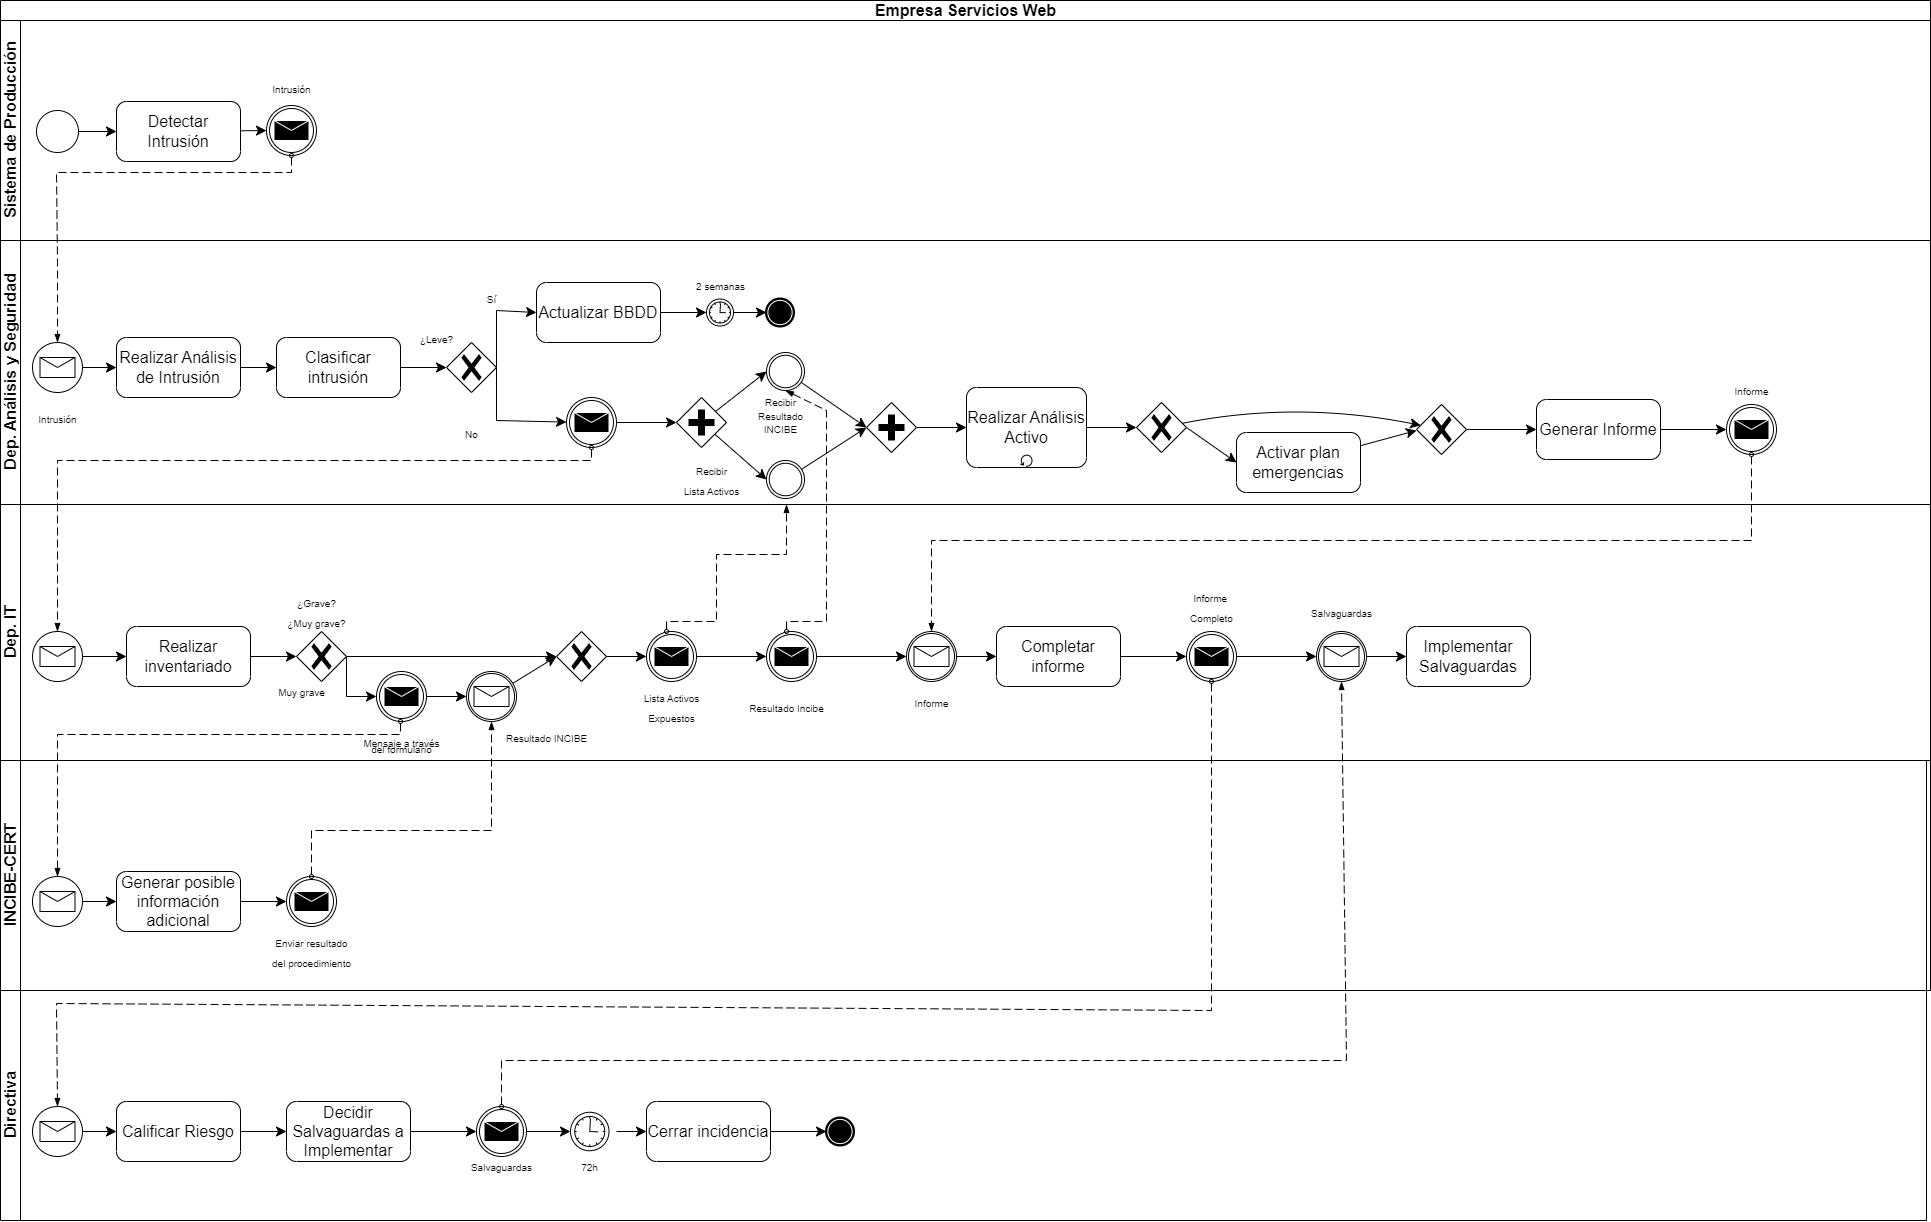 Empresa Servicios Web
Sistema de Producción
Intrusión
Detectar
Intrusión
Dep. Análisis y Seguridad
Intrusión
Realizar Análisis
de Intrusión
Clasificar
intrusión
¿Leve?
Sí
No
Actualizar BBDD
2 semanas
Recibir
Resultado
INCIBE
Recibir
Lista Activos
Realizar Análisis
Activo
Activar plan
emergencias
Generar Informe
Informe
Dep. IT
Realizar
inventariado
¿Grave?
¿Muy grave?
Muy grave
Mensaje a través
del formulario
Resultado INCIBE
Lista Activos
Expuestos
Resultado Incibe
Informe
Completar
informe
Informe
Completo
Salvaguardas
Implementar
Salvaguardas
INCIBE-CERT
Generar posible
información
adicional
Enviar resultado
del procedimiento
Directiva
Calificar Riesgo
Decidir
Salvaguardas a
Implementar
Salvaguardas
72h
Cerrar incidencia